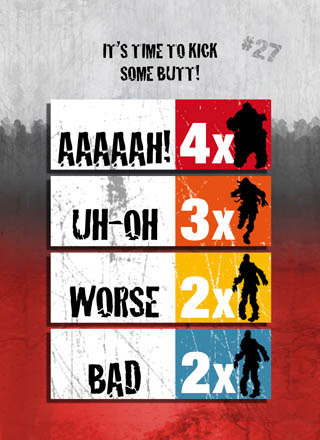 IT'S TIME TO KICK
SOME BUTT!
#27
AAAAAH! 4x
UH-OH 3x
WORSE 2x
BAD 2x